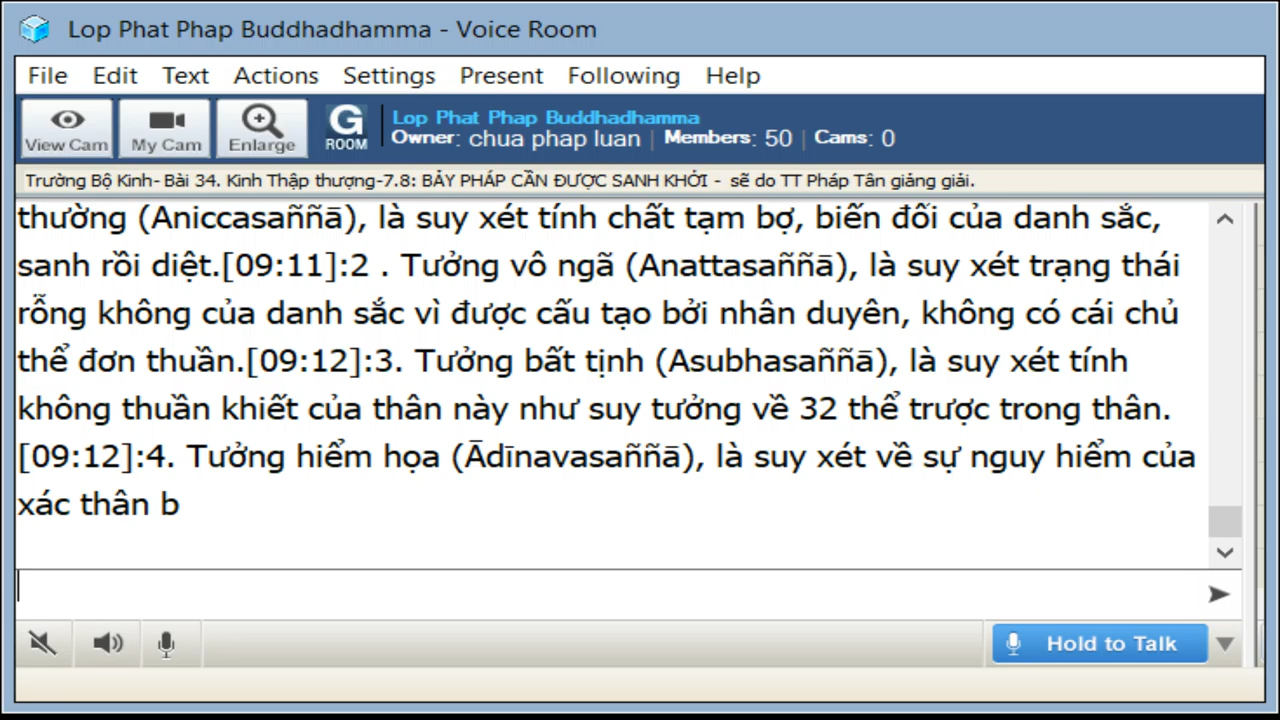 Lop Phat Phap Buddhadhamma - Voice Room
File Edit Text Actions Settings Present Following Help
View Cam My Cam Enlarge G ROOM
Lop Phat Phap Buddhadhamma
Owner: chua phap luan | Members: 50 | Cams: 0
Trường Bộ Kinh- Bài 34. Kinh Thập thượng-7.8: BẢY PHÁP CẦN ĐƯỢC SANH KHỞI - sẽ do TT Pháp Tân giảng giải.
thường (Aniccasaññā), là suy xét tính chất tạm bợ, biến đổi của danh sắc,
sanh rồi diệt.[09:11]:2 . Tưởng vô ngã (Anattasaññā), là suy xét trạng thái
rỗng không của danh sắc vì được cấu tạo bởi nhân duyên, không có cái chủ
thể đơn thuần.[09:12]:3. Tưởng bất tịnh (Asubhasaññā), là suy xét tính
không thuần khiết của thân này như suy tưởng về 32 thể trược trong thân.
[09:12]:4. Tưởng hiểm họa (Ādīnavasaññā), là suy xét về sự nguy hiểm của
xác thân b
Hold to Talk